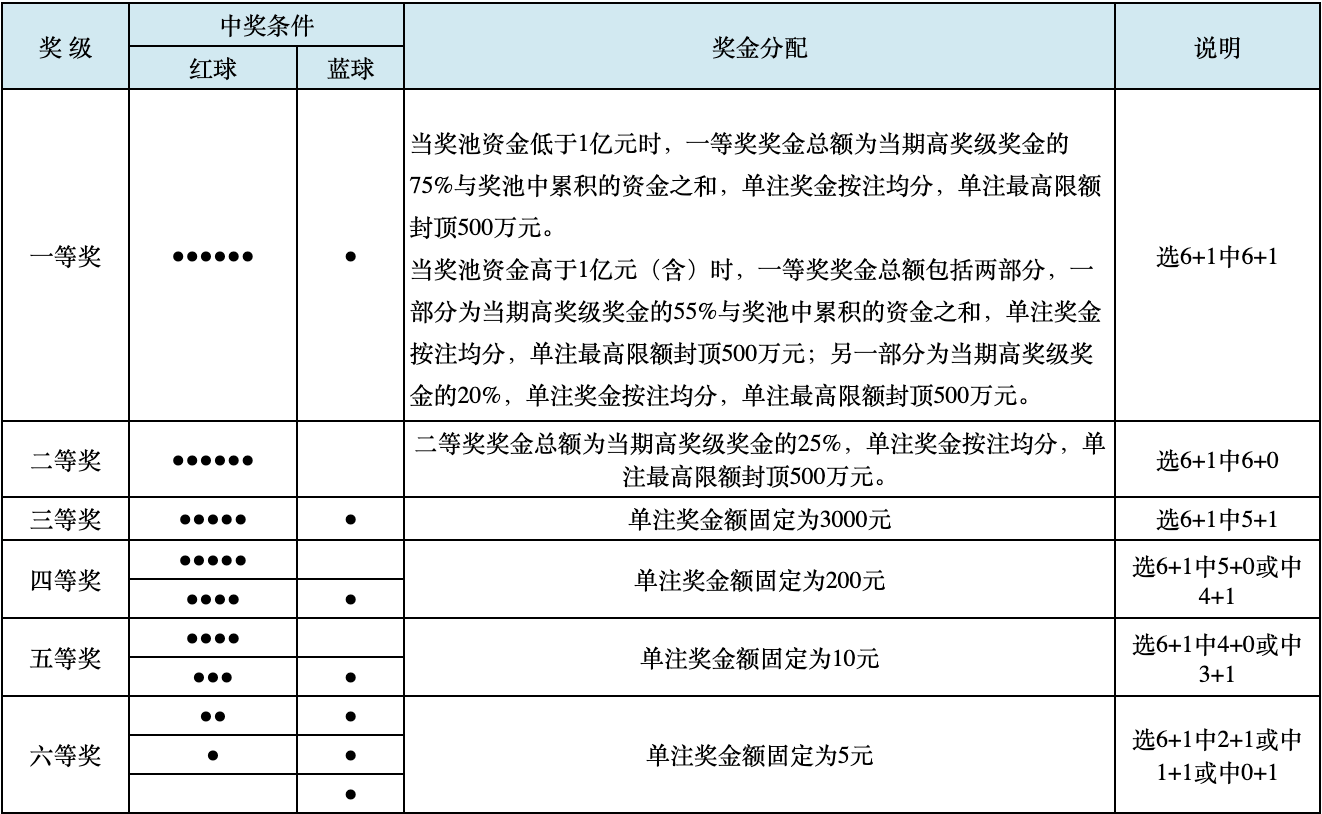 奖 级
中奖条件
奖金分配
说明
红球
蓝球
一等奖
●●●●●●
●
当奖池资金低于1亿元时，一等奖奖金总额为当期高奖级奖金的
75%与奖池中累积的资金之和，单注奖金按注均分，单注最高限额
封顶500万元。
当奖池资金高于1亿元（含）时，一等奖奖金总额包括两部分，一
部分为当期高奖级奖金的55%与奖池中累积的资金之和，单注奖金
按注均分，单注最高限额封顶500万元；另一部分为当期高奖级奖
金的20%，单注奖金按注均分，单注最高限额封顶500万元。
选6+1中6+1
二等奖
●●●●●●
二等奖奖金总额为当期高奖级奖金的25%，单注奖金按注均分，单
注最高限额封顶500万元。
选6+1中6+0
三等奖
●●●●●
●
单注奖金额固定为3000元
选6+1中5+1
四等奖
●●●●●
●●●●
●
单注奖金额固定为200元
选6+1中5+0或中
4+1
五等奖
●●●●
●●●
●
单注奖金额固定为10元
选6+1中4+0或中
3+1
六等奖
●●
●
●
●
●
单注奖金额固定为5元
选6+1中2+1或中
1+1或中0+1